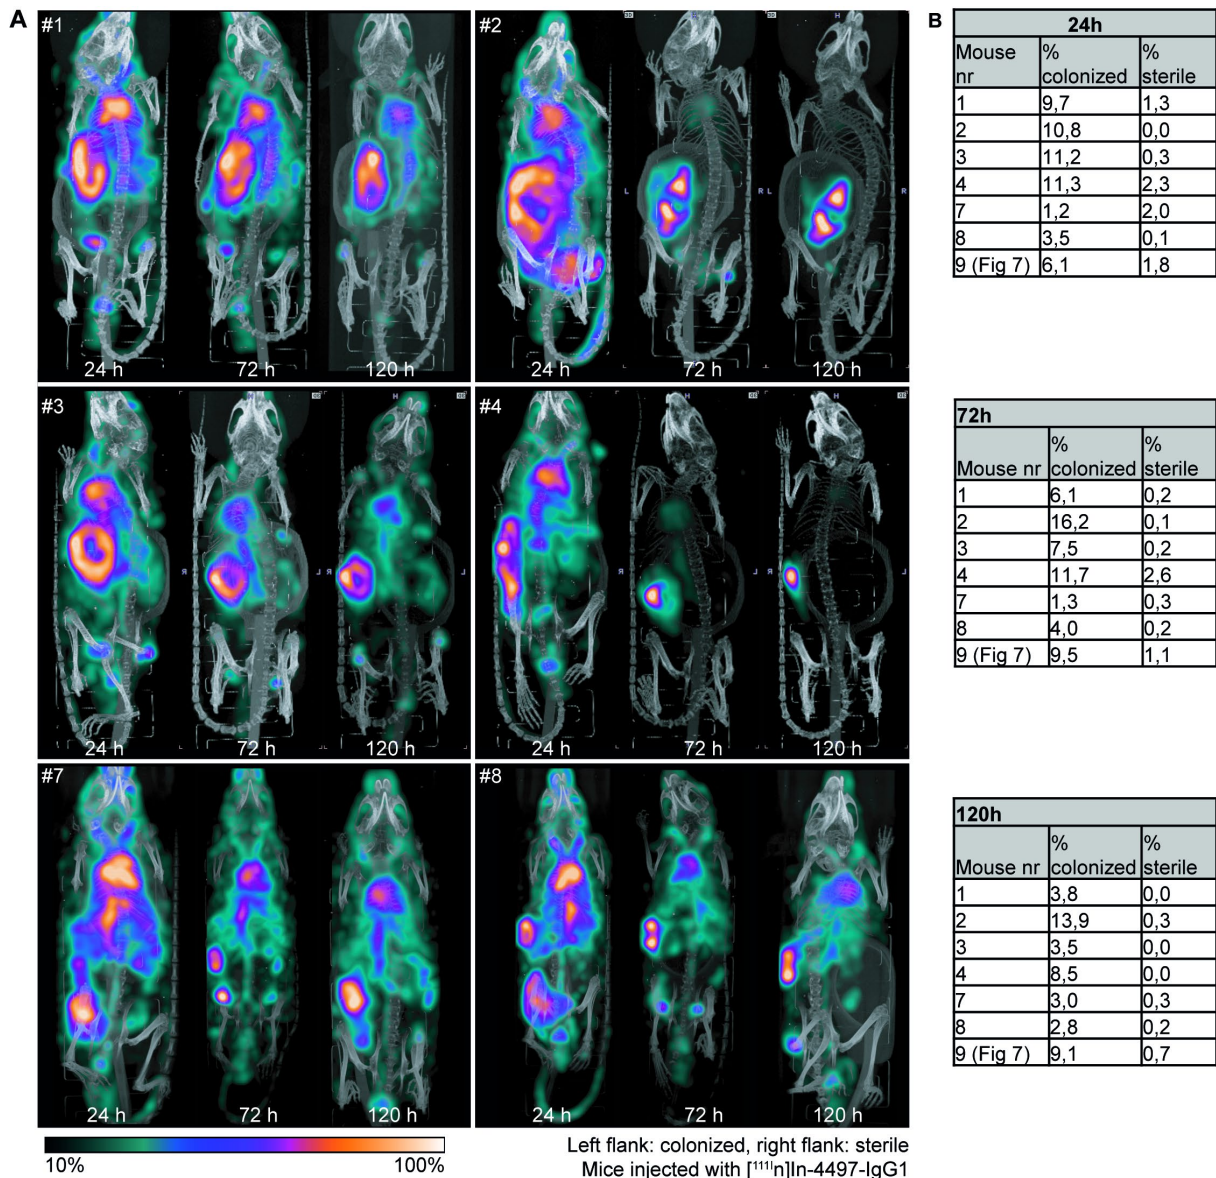 A
B
#1
24 h
72 h
120 h
#2
H
H
L
R
L
R
24 h
72 h
120 h
#3
H
H
R
L
R
L
24 h
72 h
120 h
#4
H
H
R
L
R
L
24 h
72 h
120 h
#7
24 h
72 h
120 h
#8
24 h
72 h
120 h
10%
100%
Left flank: colonized, right flank: sterile
Mice injected with [¹¹¹In]In-4497-IgG1
24h
Mouse nr % colonized % sterile
1 9,7 1,3
2 10,8 0,0
3 11,2 0,3
4 11,3 2,3
7 1,2 2,0
8 3,5 0,1
9 (Fig 7) 6,1 1,8
72h
Mouse nr % colonized % sterile
1 6,1 0,2
2 16,2 0,1
3 7,5 0,2
4 11,7 2,6
7 1,3 0,3
8 4,0 0,2
9 (Fig 7) 9,5 1,1
120h
Mouse nr % colonized % sterile
1 3,8 0,0
2 13,9 0,3
3 3,5 0,0
4 8,5 0,0
7 3,0 0,3
8 2,8 0,2
9 (Fig 7) 9,1 0,7